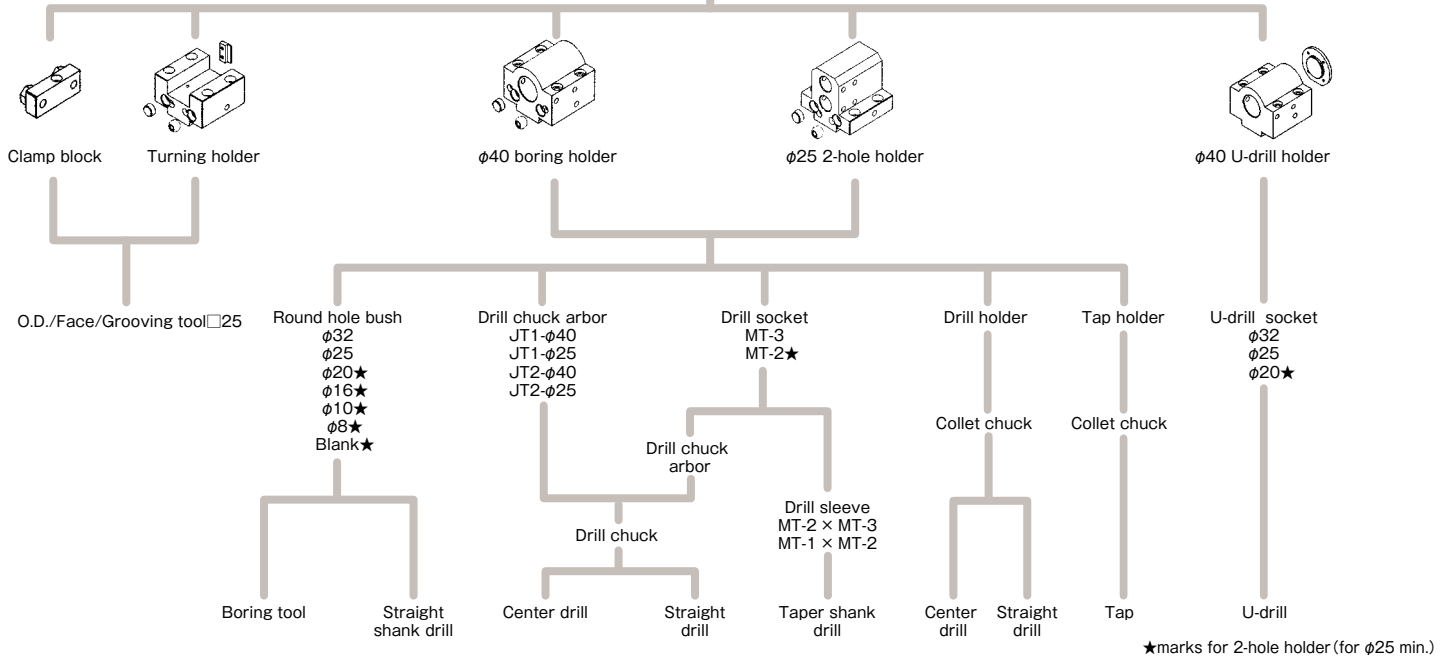 Clamp block
Turning holder
φ40 boring holder
φ25 2-hole holder
φ40 U-drill holder
O.D./Face/Grooving tool□25
Round hole bush
φ32
φ25
φ20★
φ16★
φ10★
φ8★
Blank★
Drill chuck arbor
JT1-φ40
JT1-φ25
JT2-φ40
JT2-φ25
Drill socket
MT-3
MT-2★
Drill holder
Tap holder
U-drill socket
φ32
φ25
φ20★
Collet chuck
Collet chuck
Drill chuck
arbor
Drill sleeve
MT-2 × MT-3
MT-1 × MT-2
Drill chuck
Boring tool
Straight
shank drill
Center drill
Straight
drill
Taper shank
drill
Center
drill
Straight
drill
Tap
U-drill
★marks for 2-hole holder (for φ25 min.)